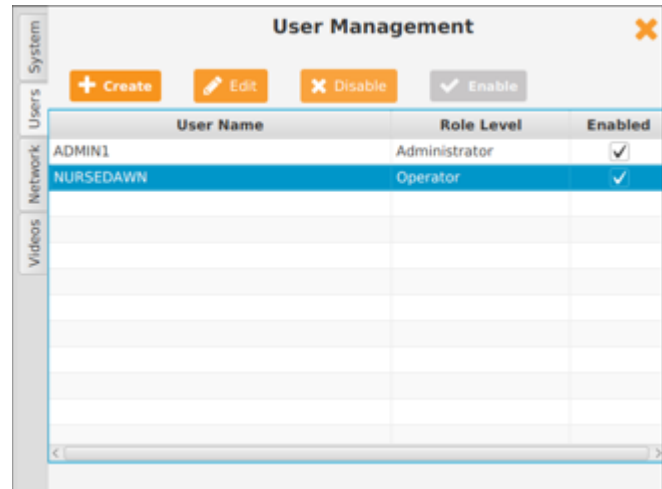 User Management
System
Users
Network
Videos
Create Edit Disable Enable
User Name Role Level Enabled
ADMIN1 Administrator
NURSEDAWN Operator